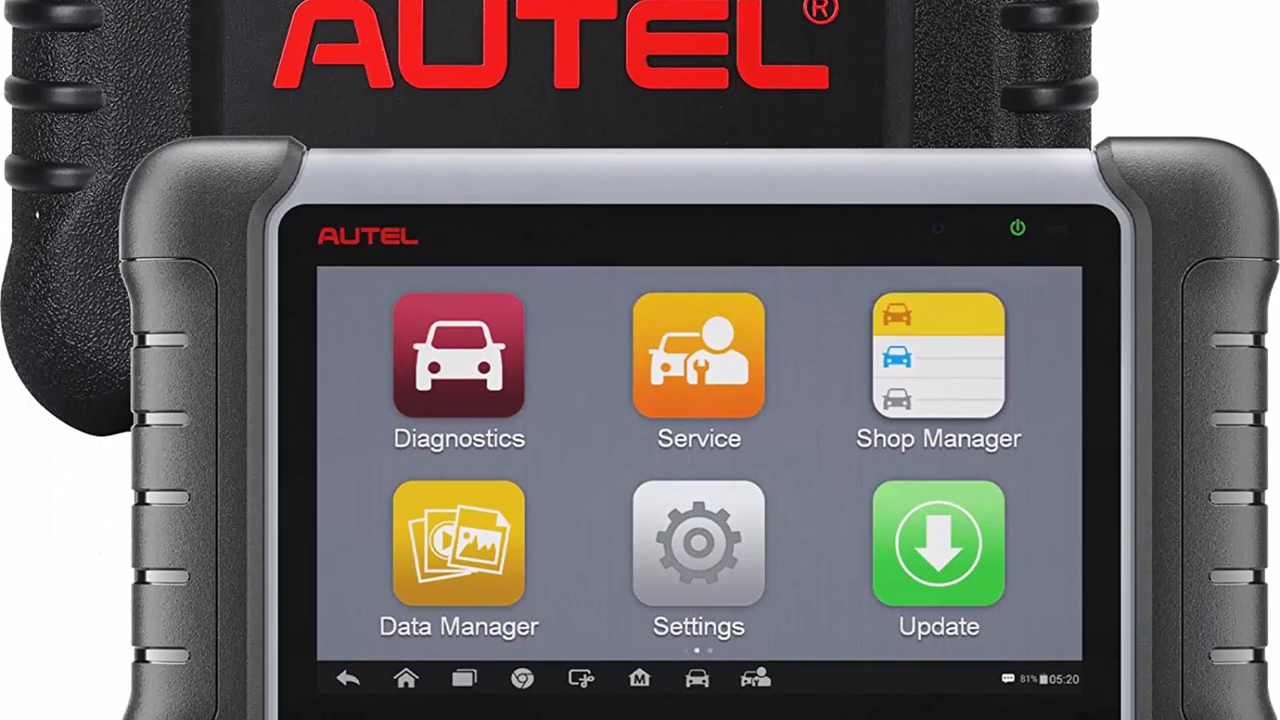 AUTEL®
AUTEL
Diagnostics
Service
Shop Manager
Data Manager
Settings
Update
M
81% 05:20